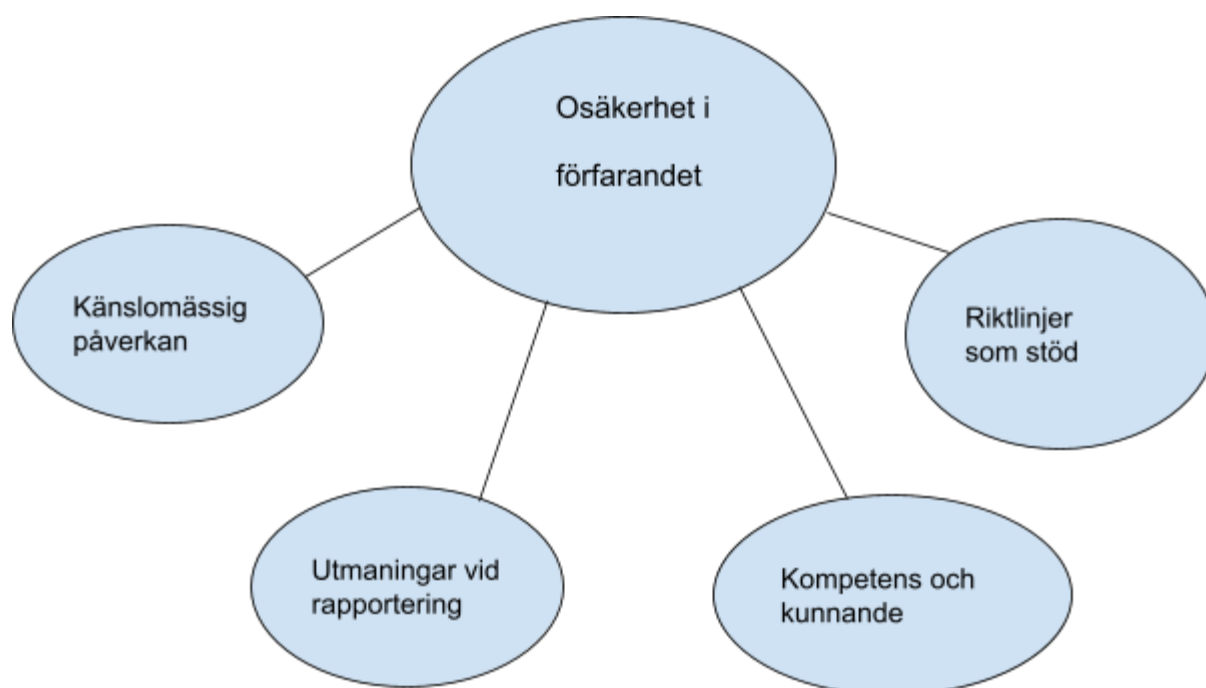 Osäkerhet i
förfarandet
Känslomässig
påverkan
Riktlinjer
som stöd
Utmaningar vid
rapportering
Kompetens och
kunnande